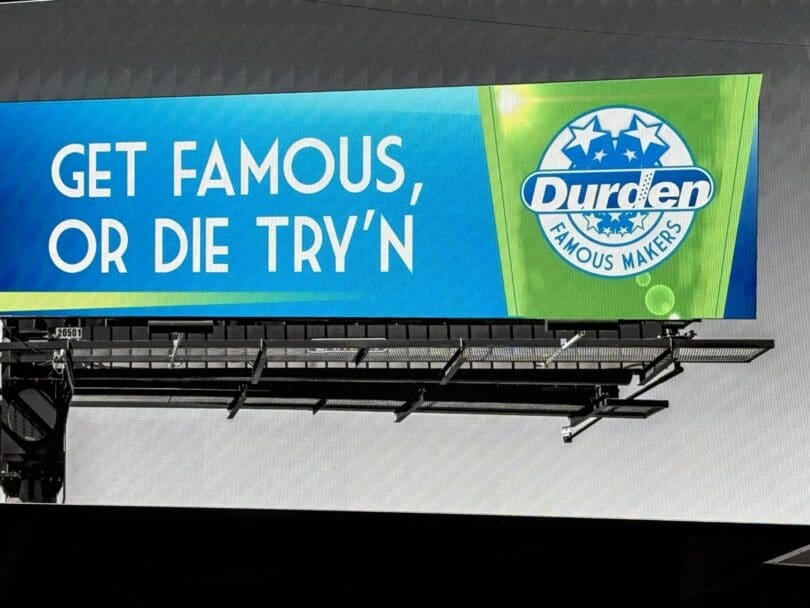 GET FAMOUS,
OR DIE TRY'N
Durden
FAMOUS MAKERS
20501